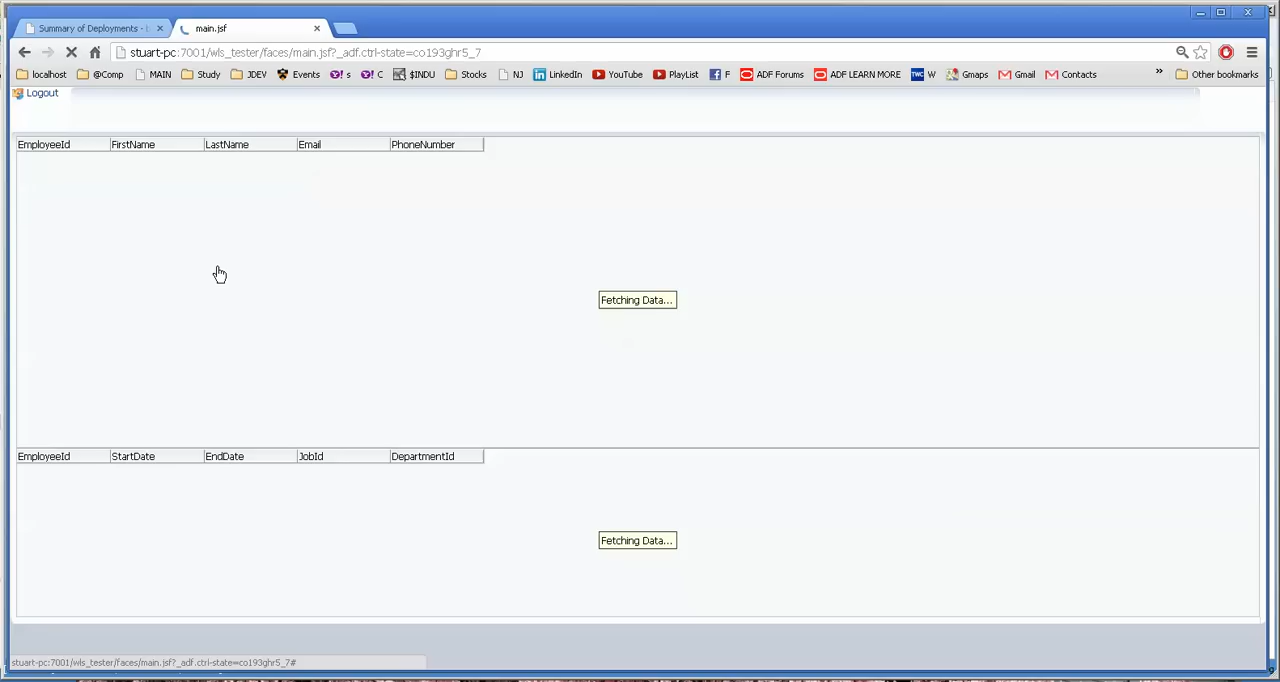 Summary of Deployments -
main.jsf
stuart-pc:7001/wls_tester/faces/main.jsf?_adf.ctrl-state=co193ghr5_7
localhost @Comp MAIN Study JDEV Events s C $INDU Stocks NJ LinkedIn YouTube PlayList F ADF Forums ADF LEARN MORE TWC W Gmaps Gmail Contacts » Other bookmarks
Logout
EmployeeId FirstName LastName Email PhoneNumber
Fetching Data...
EmployeeId StartDate EndDate JobId DepartmentId
Fetching Data...
stuart-pc:7001/wls_tester/faces/main.jsf?_adf.ctrl-state=co193ghr5_7#